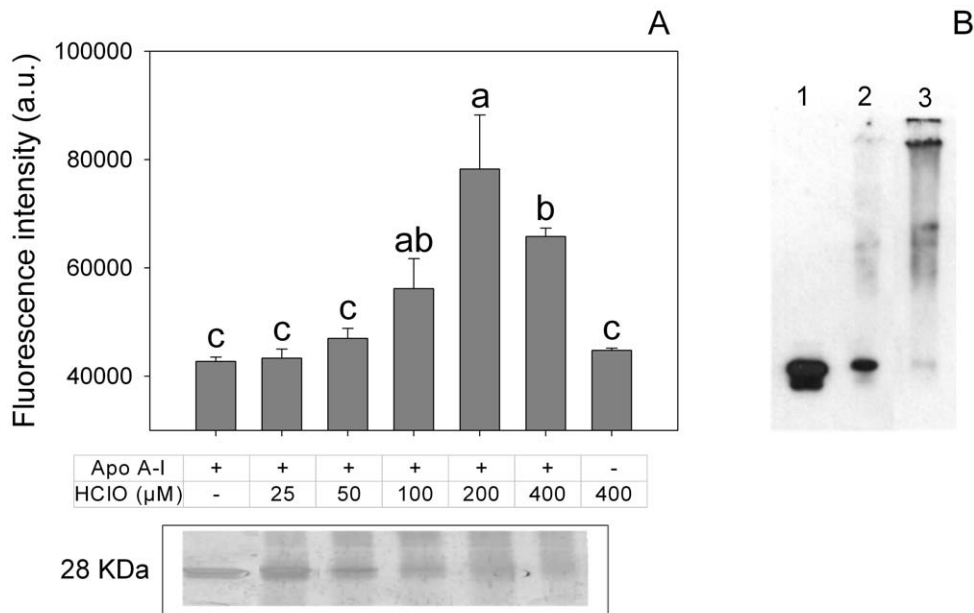 A
B
Fluorescence intensity (a.u.)
100000
80000
60000
40000
c
c
c
ab
a
b
c
1
2
3
Apo A-I + + + + + + -
HClO (μM) - 25 50 100 200 400 400
28 KDa